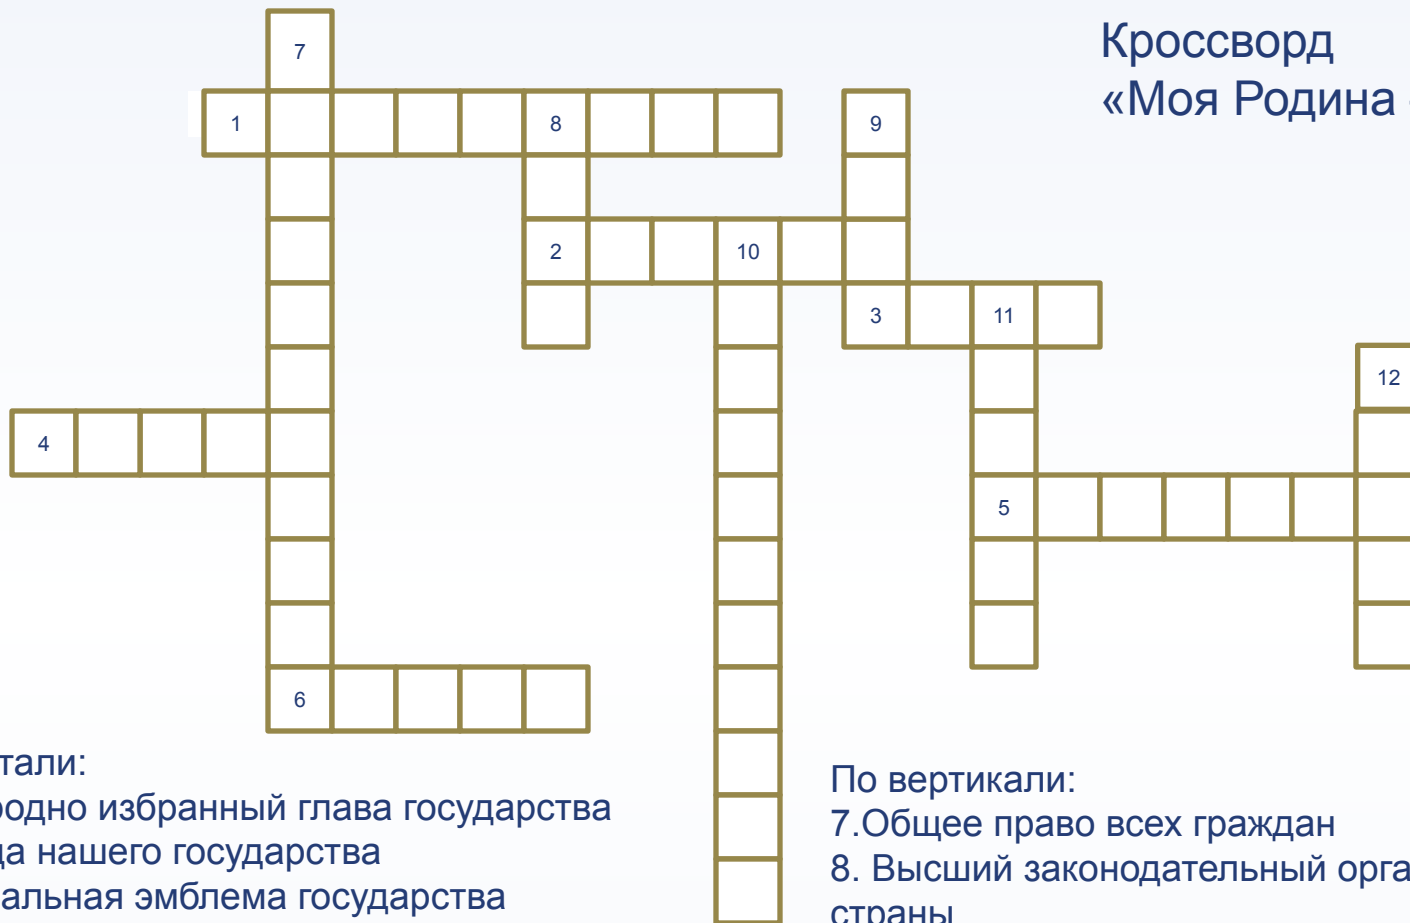 Кроссворд
«Моя Родина
7
1 8 9
2 10
3 11
12
4
5
6
тали:
родно избранный глава государства
да нашего государства
альная эмблема государства
По вертикали:
7.Общее право всех граждан
8. Высший законодательный орга
страны